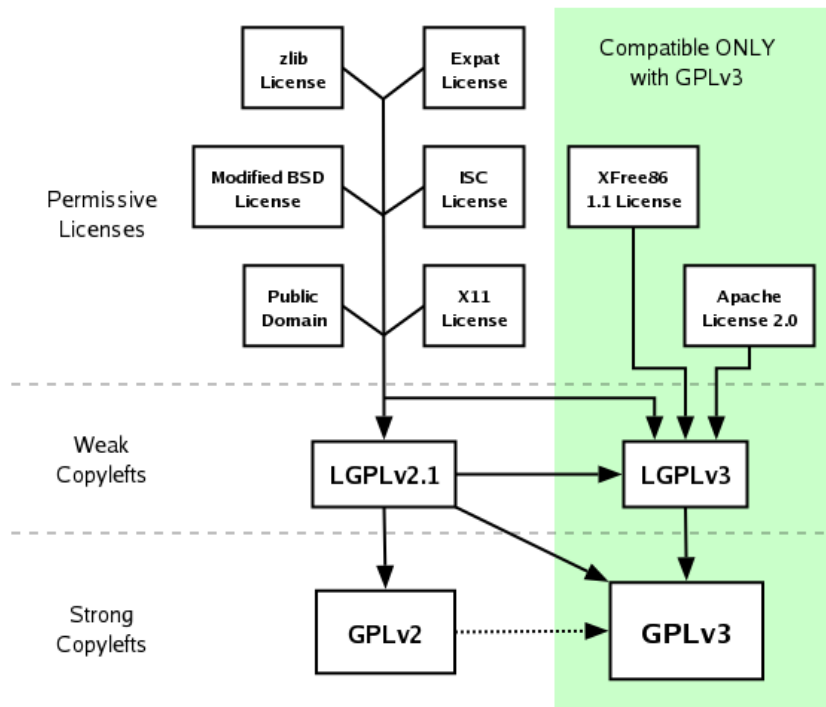 zlib
License
Expat
License
Compatible ONLY
with GPLv3
Permissive
Licenses
Modified BSD
License
ISC
License
XFree86
1.1 License
Public
Domain
X11
License
Apache
License 2.0
Weak
Copylefts
LGPLv2.1
LGPLv3
Strong
Copylefts
GPLv2
GPLv3